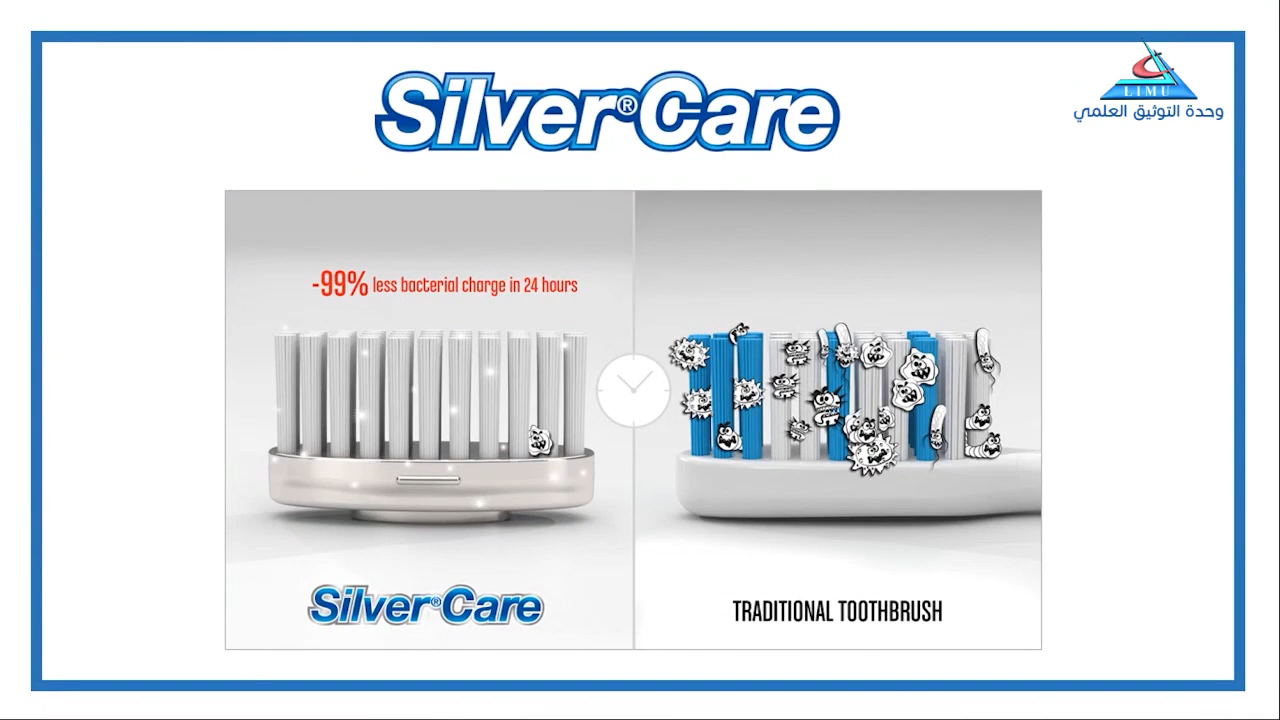 Silver®Care
LIMU
وحدة التوثيق العلمي
-99% less bacterial charge in 24 hours
Silver®Care
TRADITIONAL TOOTHBRUSH